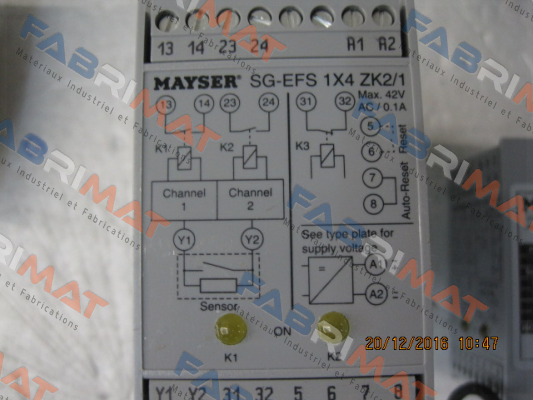 13 14 23 24 A1 A2
MAYSER® SG-EFS 1X4 ZK2/1
Max. 42V
AC / 0.1A
13 14 23 24 31 32
5
6
7
8
Reset
Auto-Reset
K1 K2 K3
Channel
1
Channel
2
Y1 Y2
See type plate for
supply voltage
=
A1
A2
Sensor
ON
K1 K2
20/12/2016 10:47
Y1 Y2 31 32 5 6 7 8
FABRIMAT
Materiaux Industriel et Fabrications